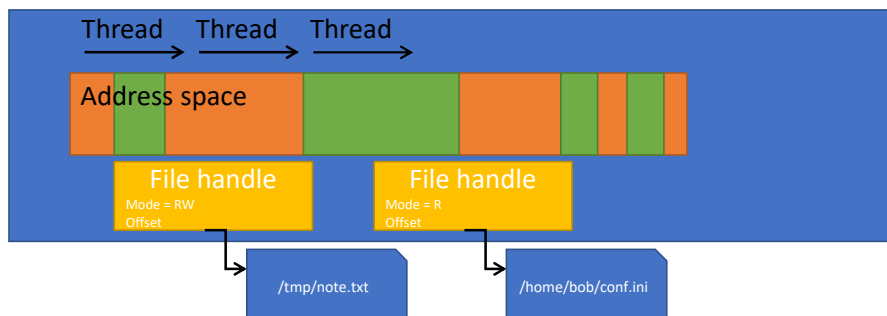 Thread Thread Thread
Address space
File handle
Mode = RW
Offset
File handle
Mode = R
Offset
/tmp/note.txt
/home/bob/conf.ini